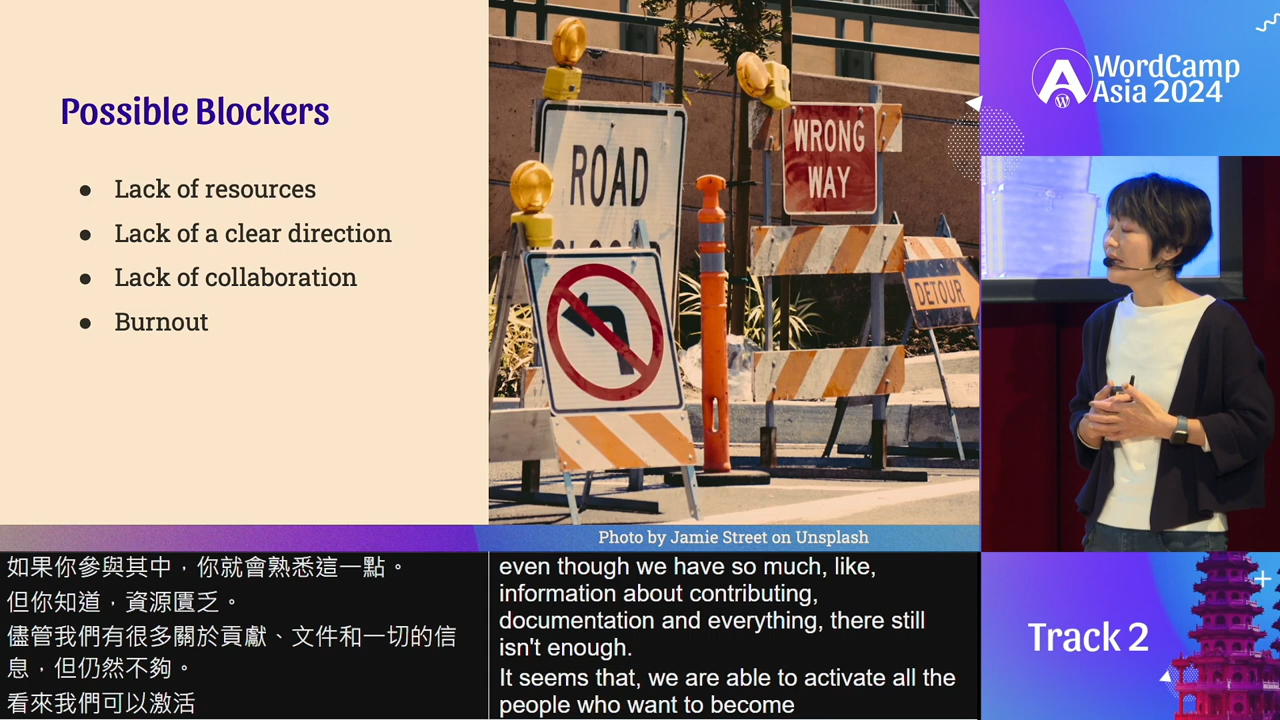 Possible Blockers
● Lack of resources
● Lack of a clear direction
● Lack of collaboration
● Burnout
ROAD
WRONG
WAY
DETOUR
Photo by Jamie Street on Unsplash
WordCamp
Asia 2024
如果你參與其中，你就會熟悉這一點。
但你知道，資源匱乏。
儘管我們有很多關於貢獻、文件和一切的信
息，但仍然不夠。
看來我們可以激活
even though we have so much, like,
information about contributing,
documentation and everything, there still
isn't enough.
It seems that, we are able to activate all the
people who want to become
Track 2